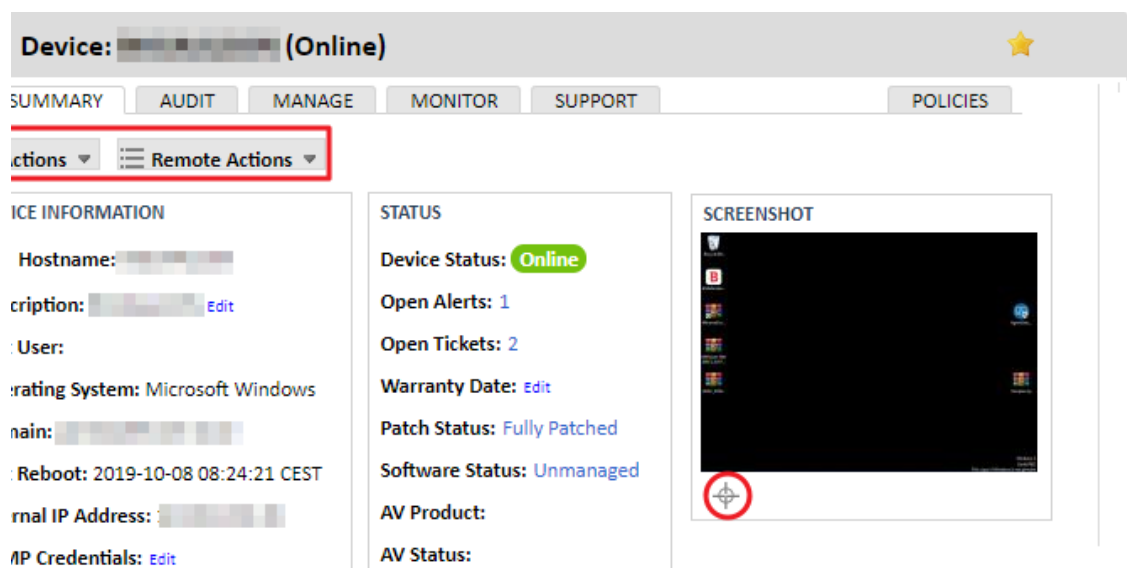 Device: (Online)
SUMMARY AUDIT MANAGE MONITOR SUPPORT POLICIES
ctions Remote Actions
ICE INFORMATION
Hostname:
cription: Edit
User:
rating System: Microsoft Windows
main:
Reboot: 2019-10-08 08:24:21 CEST
rnal IP Address:
MP Credentials: Edit
STATUS
Device Status: Online
Open Alerts: 1
Open Tickets: 2
Warranty Date: Edit
Patch Status: Fully Patched
Software Status: Unmanaged
AV Product:
AV Status:
SCREENSHOT
B